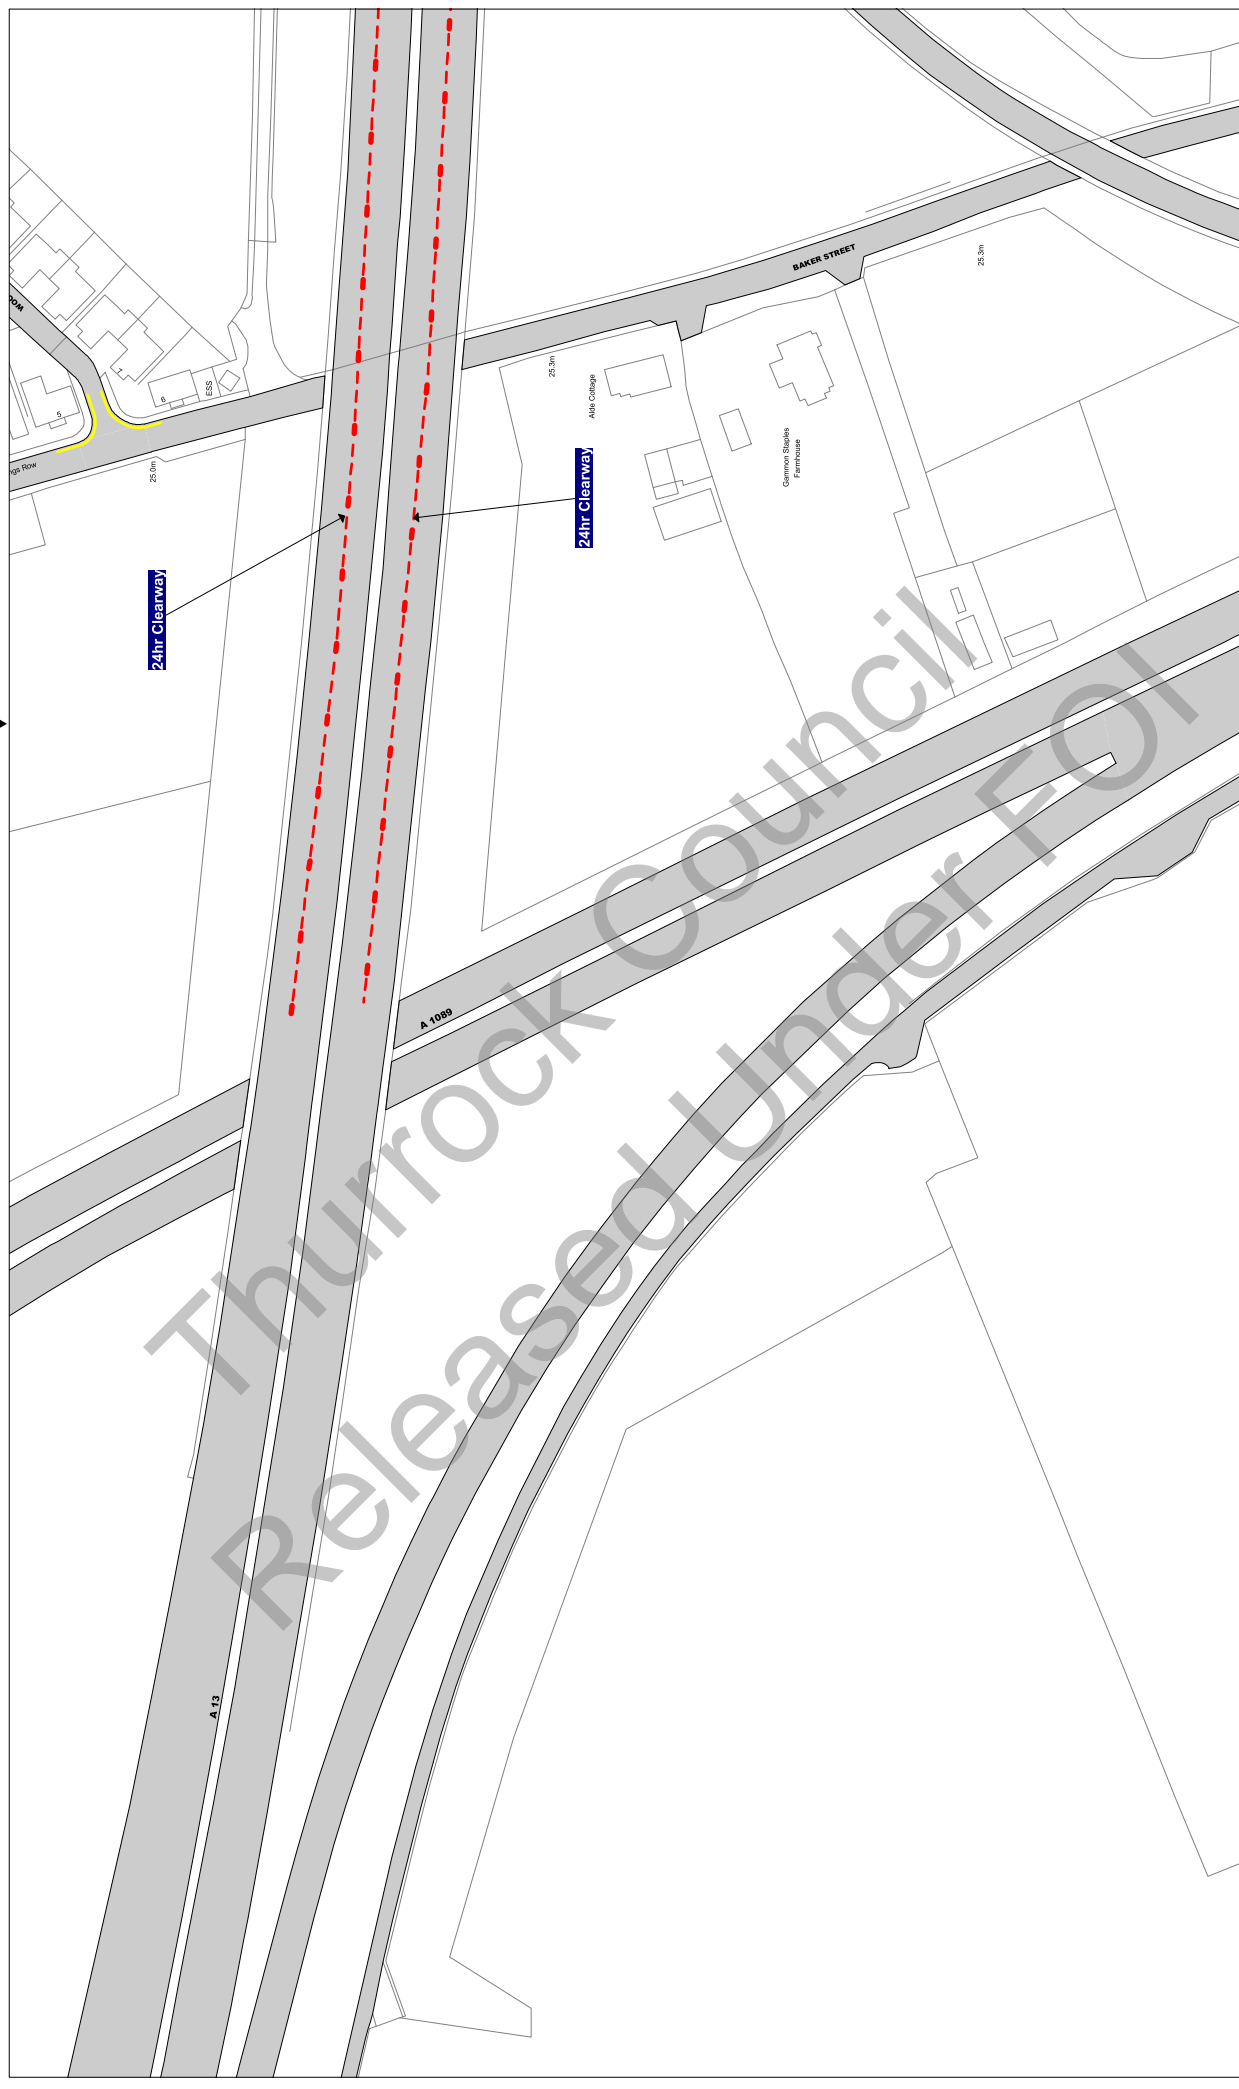 BAKER STREET
25.3m
7
6
ESS
5
25.0m
25.3m
Alde Cottage
Gammon Staples
Farmhouse
24hr Clearway
24hr Clearway
A 1089
A 13
Thurrock Council
Released Under FOI